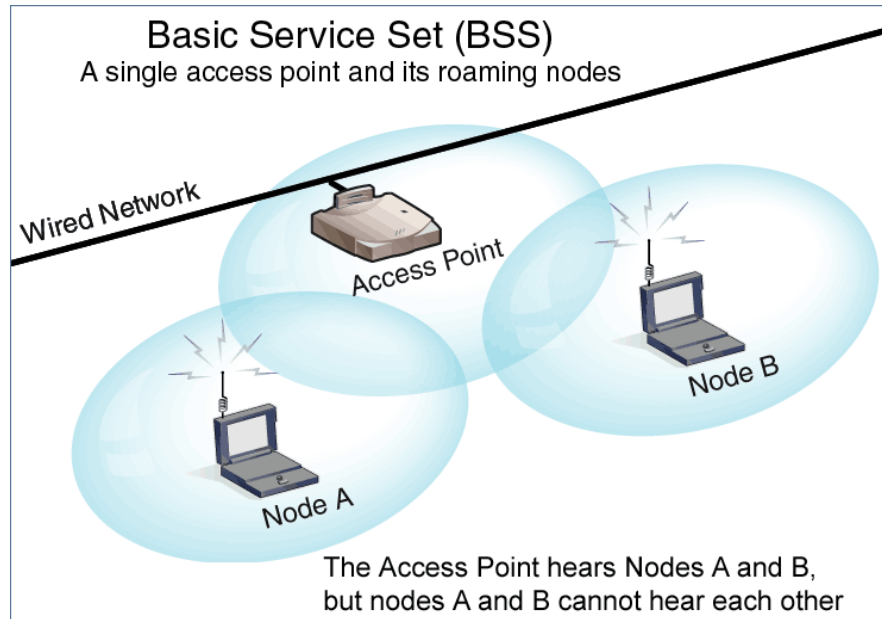 Basic Service Set (BSS)
A single access point and its roaming nodes
Wired Network
Access Point
Node B
Node A
The Access Point hears Nodes A and B,
but nodes A and B cannot hear each other